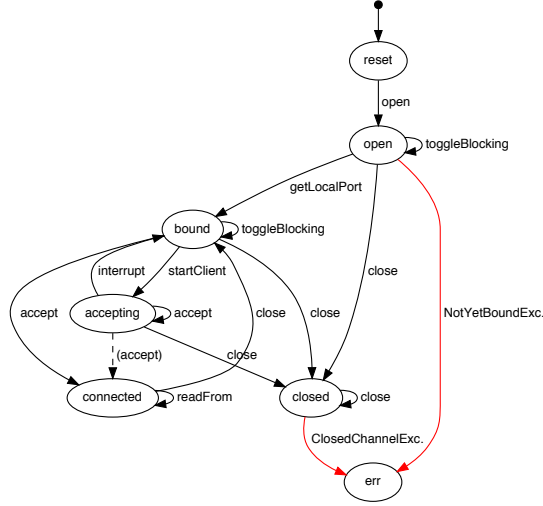 reset
open
open
toggleBlocking
getLocalPort
bound
toggleBlocking
close
interrupt
startClient
accept
accepting
accept
close
close
NotYetBoundExc.
(accept)
close
connected
readFrom
closed
close
ClosedChannelExc.
err